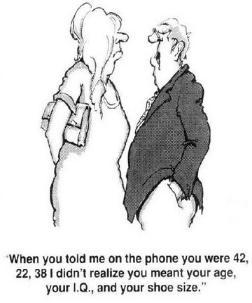 'When you told me on the phone you were 42,
22, 38 I didn't realize you meant your age,
your I.Q., and your shoe size."